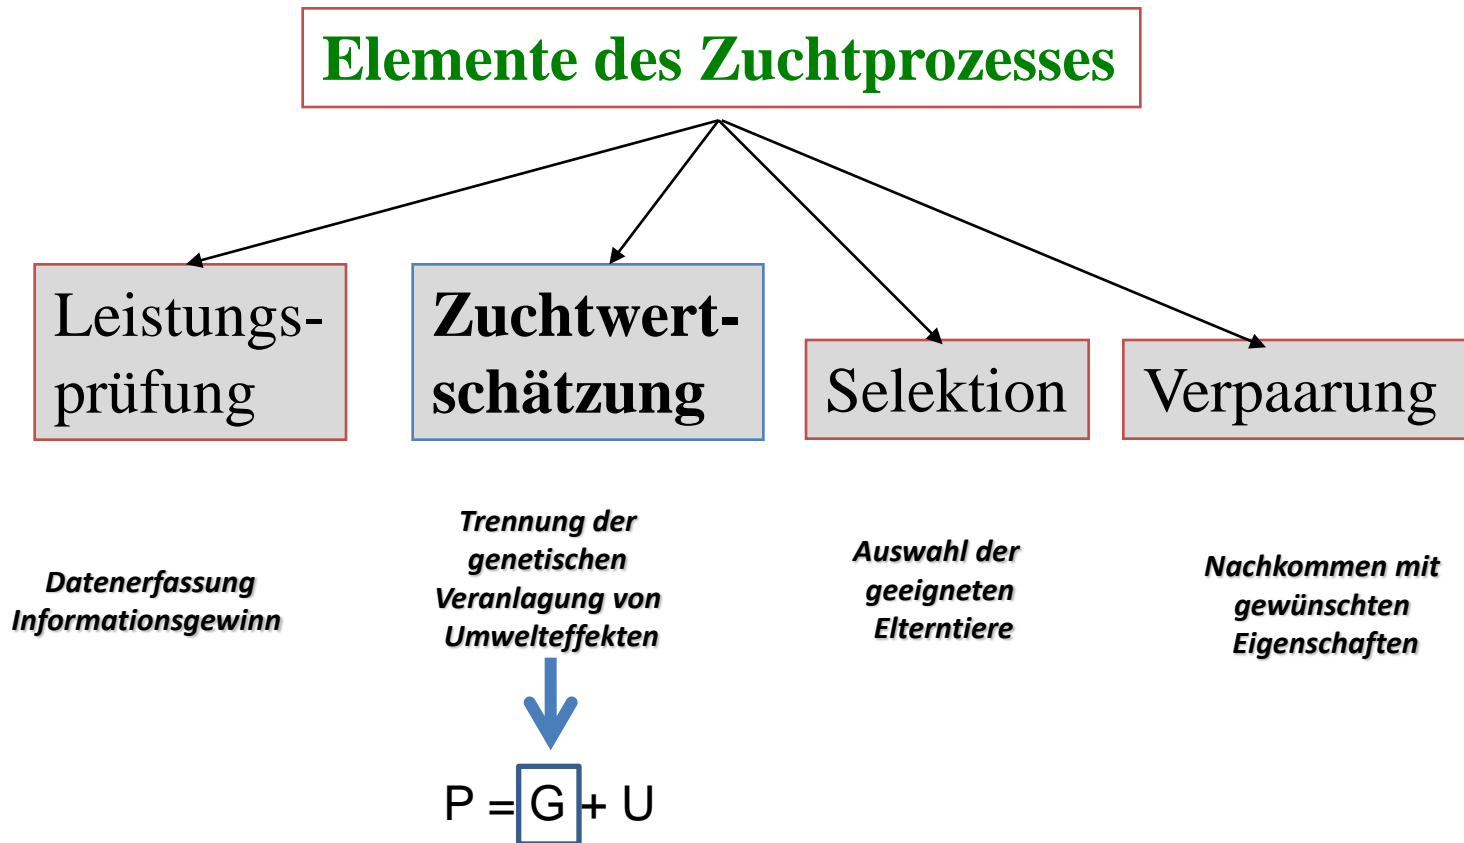 Elemente des Zuchtprozesses
Leistungs-
prüfung
Zuchtwert-
schätzung
Selektion
Verpaarung
Datenerfassung
Informationsgewinn
Trennung der
genetischen
Veranlagung von
Umwelteffekten
Auswahl der
geeigneten
Elterntiere
Nachkommen mit
gewünschten
Eigenschaften
P = G + U